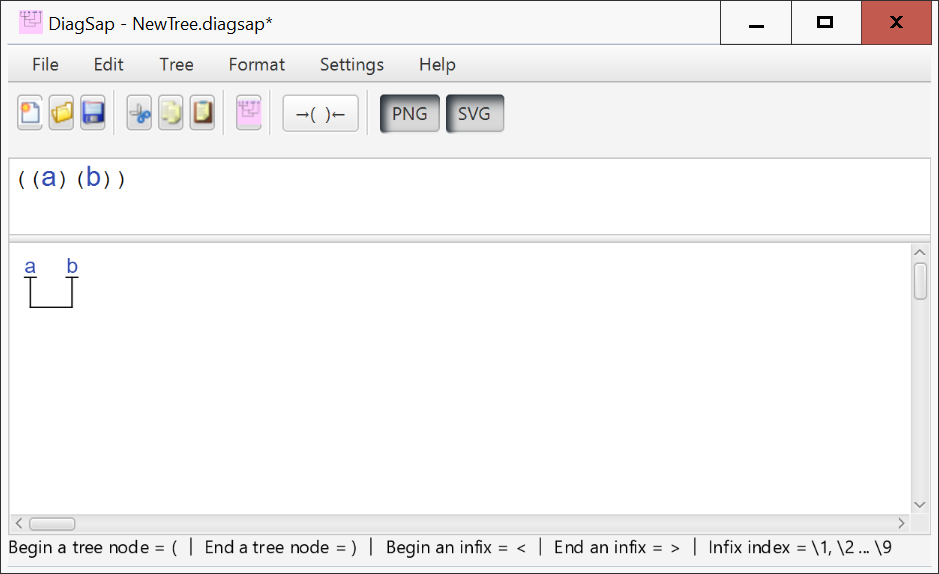 DiagSap - NewTree.diagsap*
File Edit Tree Format Settings Help
→( )← PNG SVG
((a)(b))
a b
Begin a tree node = ( | End a tree node = ) | Begin an infix = < | End an infix = > | Infix index = \1, \2 ... \9